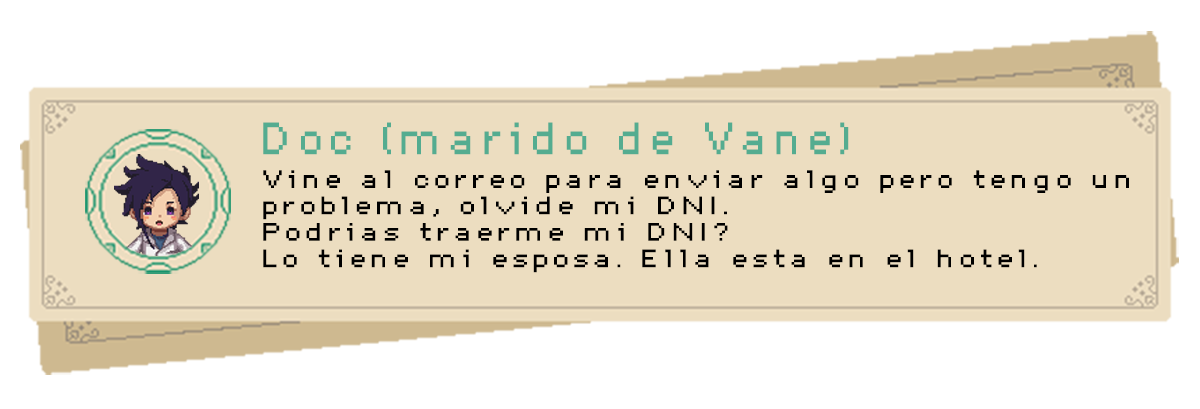 Doc (marido de Vane)
Vine al correo para enviar algo pero tengo un
problema, olvide mi DNI.
Podrias traerme mi DNI?
Lo tiene mi esposa. Ella esta en el hotel.